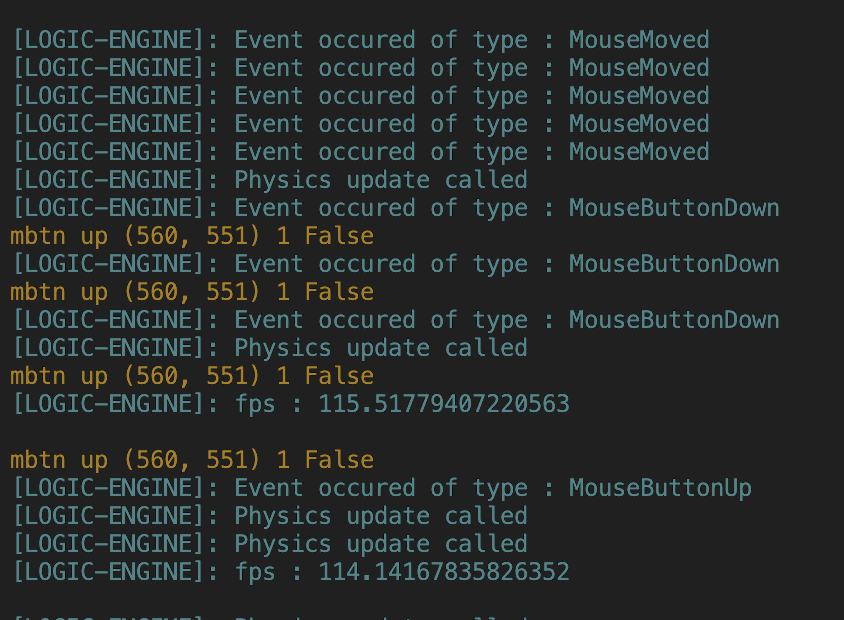 [LOGIC-ENGINE]: Event occured of type : MouseMoved
[LOGIC-ENGINE]: Event occured of type : MouseMoved
[LOGIC-ENGINE]: Event occured of type : MouseMoved
[LOGIC-ENGINE]: Event occured of type : MouseMoved
[LOGIC-ENGINE]: Event occured of type : MouseMoved
[LOGIC-ENGINE]: Physics update called
[LOGIC-ENGINE]: Event occured of type : MouseButtonDown
mbtn up (560, 551) 1 False
[LOGIC-ENGINE]: Event occured of type : MouseButtonDown
mbtn up (560, 551) 1 False
[LOGIC-ENGINE]: Event occured of type : MouseButtonDown
[LOGIC-ENGINE]: Physics update called
mbtn up (560, 551) 1 False
[LOGIC-ENGINE]: fps : 115.51779407220563
mbtn up (560, 551) 1 False
[LOGIC-ENGINE]: Event occured of type : MouseButtonUp
[LOGIC-ENGINE]: Physics update called
[LOGIC-ENGINE]: Physics update called
[LOGIC-ENGINE]: fps : 114.14167835826352